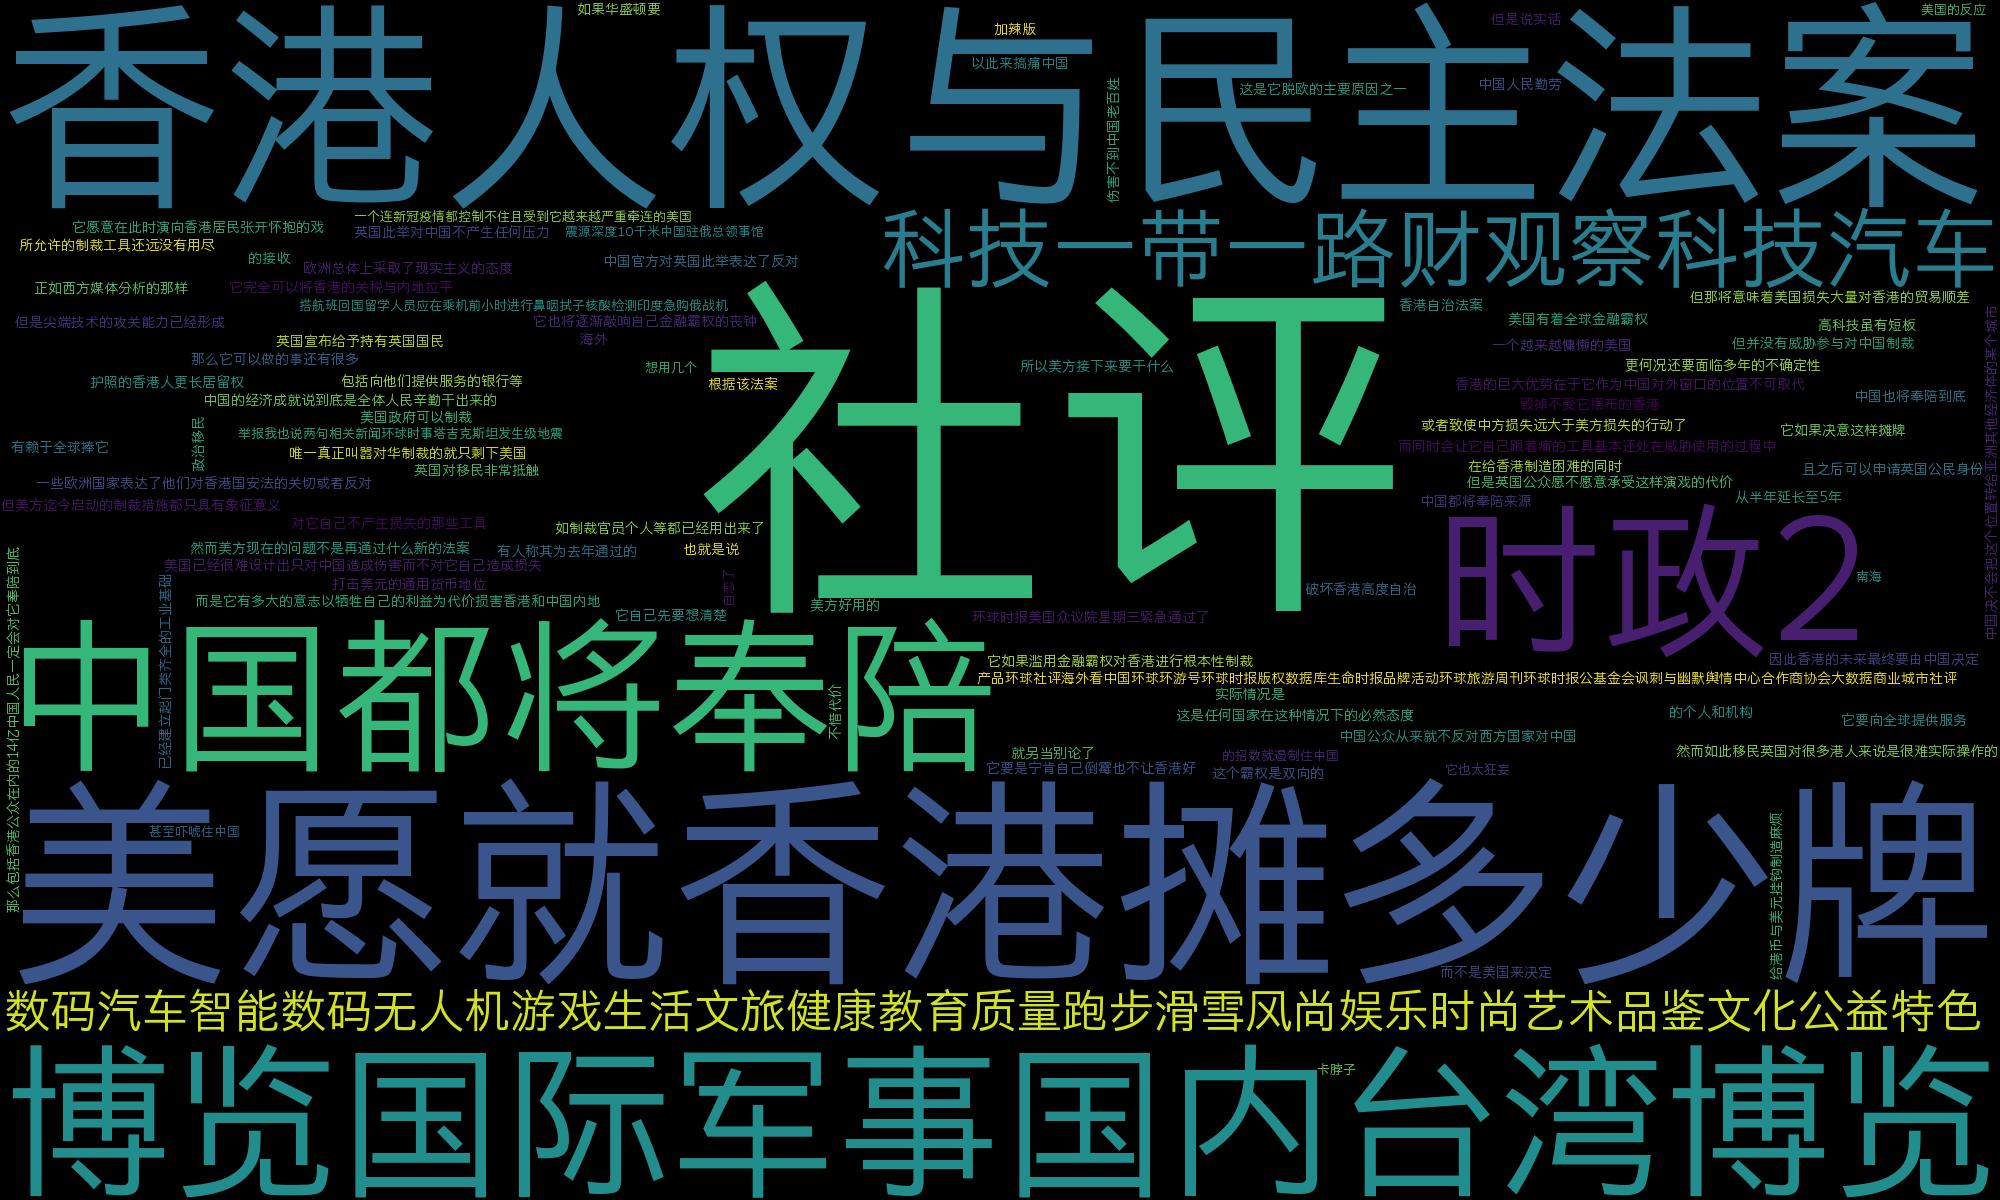 如果华盛顿要
香港人权与民主法案
加辣版
但是说实话
美国的反应
以此来搞痛中国
这是它脱欧的主要原因之一
中国人民勤劳
伤害不到中国老百姓
一个连新冠疫情都控制不住且受到它越来越严重牵连的美国
它愿意在此时演向香港居民张开怀抱的戏
英国此举对中国不产生任何压力
震源深度10千米中国驻俄总领事馆
科技一带一路财观察科技汽车
所允许的制裁工具还远没有用尽
的接收
欧洲总体上采取了现实主义的态度
中国官方对英国此举表达了反对
正如西方媒体分析的那样
它完全可以将香港的关税与内地拉平
搭航班回国留学人员应在乘机前小时进行鼻咽拭子核酸检测印度急购俄战机
社评
香港自治法案
但那将意味着美国损失大量对香港的贸易顺差
但是尖端技术的攻关能力已经形成
它也将逐渐敲响自己金融霸权的丧钟
美国有着全球金融霸权
高科技虽有短板
英国宣布给予持有英国国民
海外
一个越来越慵懒的美国
但并没有威胁参与对中国制裁
那么它可以做的事还有很多
想用几个
所以美方接下来要干什么
更何况还要面临多年的不确定性
护照的香港人更长居留权
包括向他们提供服务的银行等
根据该法案
香港的巨大优势在于它作为中国对外窗口的位置不可取代
中国的经济成就说到底是全体人民辛勤干出来的
毁掉不受它摆布的香港
中国也将奉陪到底
美国政府可以制裁
或者致使中方损失远大于美方损失的行动了
它如果决意这样摊牌
政治移民
举报我也说两句相关新闻环球时事塔吉克斯坦发生级地震
有赖于全球捧它
唯一真正叫嚣对华制裁的就只剩下美国
而同时会让它自己跟着痛的工具基本还处在威胁使用的过程中
英国对移民非常抵触
在给香港制造困难的同时
且之后可以申请英国公民身份
一些欧洲国家表达了他们对香港国安法的关切或者反对
但是英国公众愿不愿意承受这样演戏的代价
中国决不会把这个位置转给亚洲其他经济体的某个城市
但美方迄今启动的制裁措施都只具有象征意义
中国都将奉陪来源
从半年延长至5年
时政2
对它自己不产生损失的那些工具
如制裁官员个人等都已经用出来了
然而美方现在的问题不是再通过什么新的法案
有人称其为去年通过的
也就是说
美国已经很难设计出只对中国造成伤害而不对它自己造成损失
打击美元的通用货币地位
自恋了
破坏香港高度自治
南海
而是它有多大的意志以牺牲自己的利益为代价损害香港和中国内地
美方好用的
它自己先要想清楚
环球时报美国众议院星期三紧急通过了
中国都将奉陪
那么包括香港公众在内的14亿中国人民一定会对它奉陪到底
已经建立起门类齐全的工业基础
它如果滥用金融霸权对香港进行根本性制裁
因此香港的未来最终要由中国决定
产品环球社评海外看中国环球环游号环球时报版权数据库生命时报品牌活动环球旅游周刊环球时报公益基金会讽刺与幽默舆情中心合作商协会大数据商业城市社评
不惜代价
实际情况是
这是任何国家在这种情况下的必然态度
的个人和机构
它要向全球提供服务
中国公众从来就不反对西方国家对中国
就另当别论了
的招数就遏制住中国
然而如此移民英国对很多港人来说是很难实际操作的
它要是宁肯自己倒霉也不让香港好
这个霸权是双向的
它也太狂妄
美愿就香港摊多少牌
甚至吓唬住中国
给港币与美元挂钩制造麻烦
而不是美国来决定
数码汽车智能数码无人机游戏生活文旅健康教育质量跑步滑雪风尚娱乐时尚艺术品鉴文化公益特色
博览国际军事国内台湾博览
卡脖子